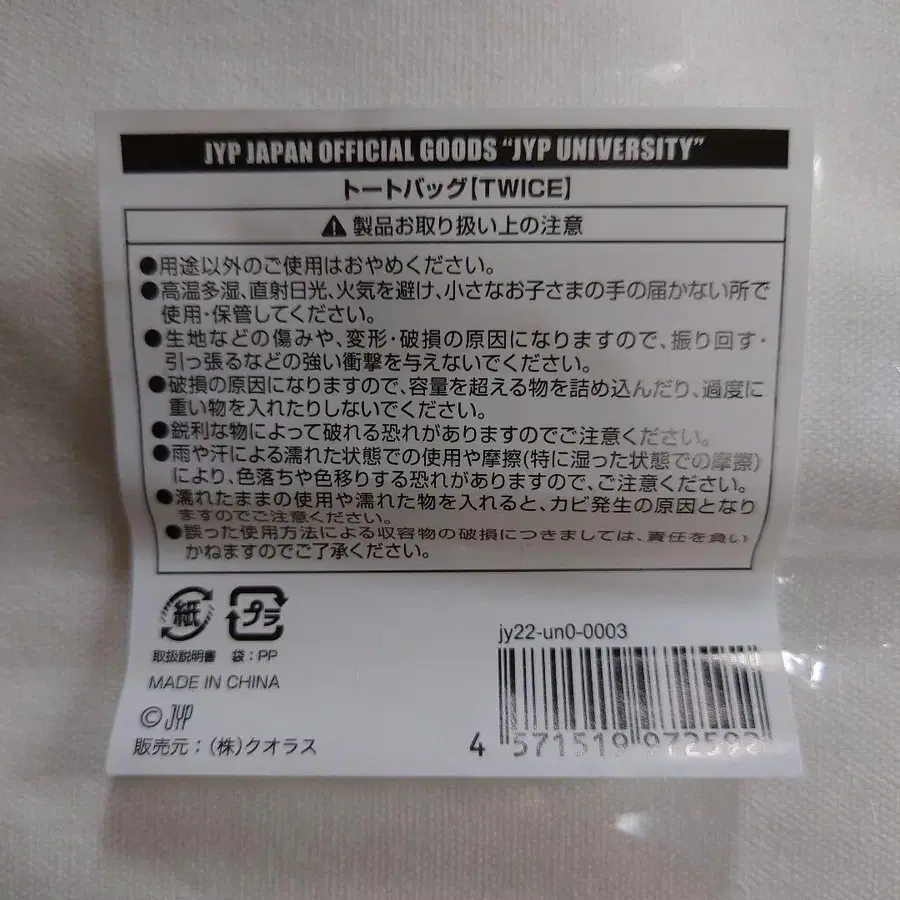 JYP JAPAN OFFICIAL GOODS "JYP UNIVERSITY"
トートバッグ【TWICE】
⚠製品お取り扱い上の注意
●用途以外のご使用はおやめください。
●高温多湿、直射日光、火気を避け、小さなお子さまの手の届かない所で
使用・保管してください。
●生地などの傷みや、変形・破損の原因になりますので、振り回す・
引っ張るなどの強い衝撃を与えないでください。
●破損の原因になりますので、容量を超える物を詰め込んだり、過度に
重い物を入れたりしないでください。
●鋭利な物によって破れる恐れがありますのでご注意ください。
●雨や汗による濡れた状態での使用や摩擦(特に湿った状態での摩擦)
により、色落ちや色移りする恐れがありますので、ご注意ください。
●濡れたままの使用や濡れた物を入れると、カビ発生の原因となり
ますのでご注意ください。
●誤った使用方法による収容物の破損につきましては、責任を負い
かねますのでご了承ください。
紙 プラ
取扱説明書 袋：PP
MADE IN CHINA
© JYP
販売元：(株)クオラス
jy22-un0-0003
4 571519 972592